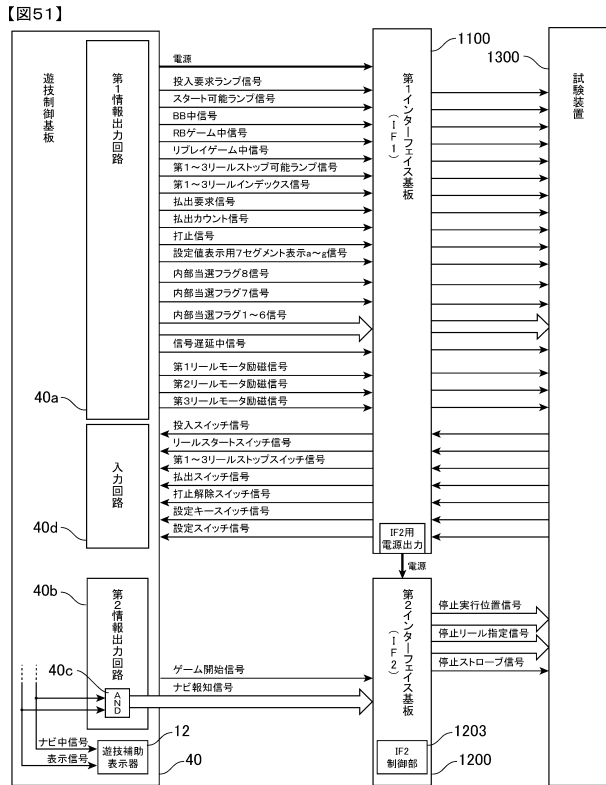 【図51】
遊技制御基板
第1情報出力回路
電源
投入要求ランプ信号
スタート可能ランプ信号
BB中信号
RBゲーム中信号
リプレイゲーム中信号
第1～3リールストップ可能ランプ信号
第1～3リールインデックス信号
払出要求信号
払出カウント信号
打止信号
設定値表示用7セグメント表示a～g信号
内部当選フラグ8信号
内部当選フラグ7信号
内部当選フラグ1～6信号
信号遅延中信号
第1リールモータ励磁信号
第2リールモータ励磁信号
第3リールモータ励磁信号
40a
第1インターフェイス基板
（IF1）
1100
1300
試験装置
入力回路
40d
投入スイッチ信号
リールスタートスイッチ信号
第1～3リールストップスイッチ信号
払出スイッチ信号
打止解除スイッチ信号
設定キースイッチ信号
設定スイッチ信号
IF2用
電源出力
電源
40b
第2情報出力回路
40c
AND
ゲーム開始信号
ナビ報知信号
第2インターフェイス基板
（IF2）
停止実行位置信号
停止リール指定信号
停止ストローブ信号
ナビ中信号
表示信号
遊技補助
表示器
12
40
IF2
制御部
1203
1200